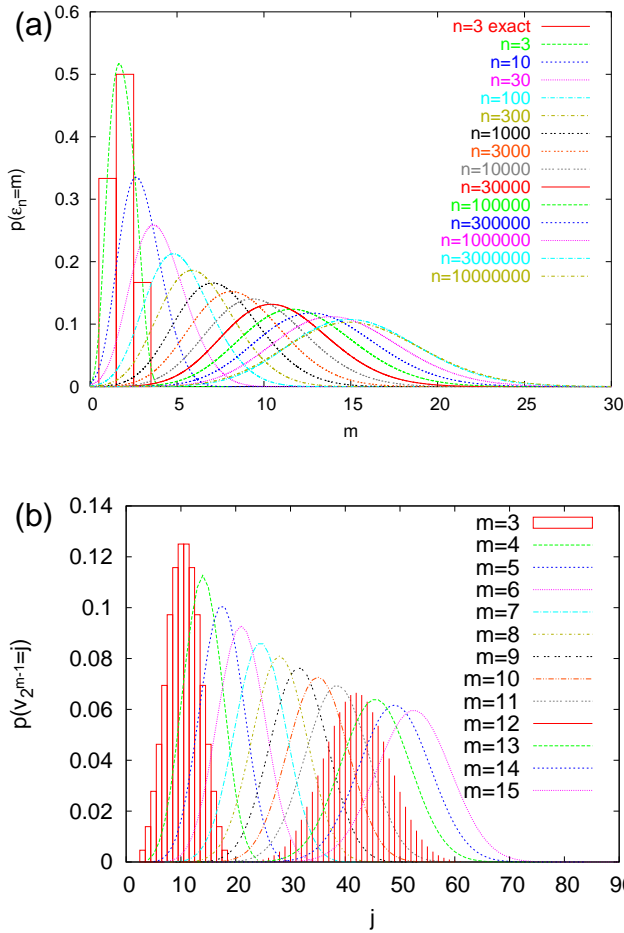 (a)
n=3 exact
n=3
n=10
n=30
n=100
n=300
n=1000
n=3000
n=10000
n=30000
n=100000
n=300000
n=1000000
n=3000000
n=10000000
0.6
0.5
0.4
0.3
0.2
0.1
0
p(εn=m)
0 5 10 15 20 25 30
m
(b)
m=3
m=4
m=5
m=6
m=7
m=8
m=9
m=10
m=11
m=12
m=13
m=14
m=15
0.14
0.12
0.1
0.08
0.06
0.04
0.02
0
p(v2m-1=j)
0 10 20 30 40 50 60 70 80 90
j